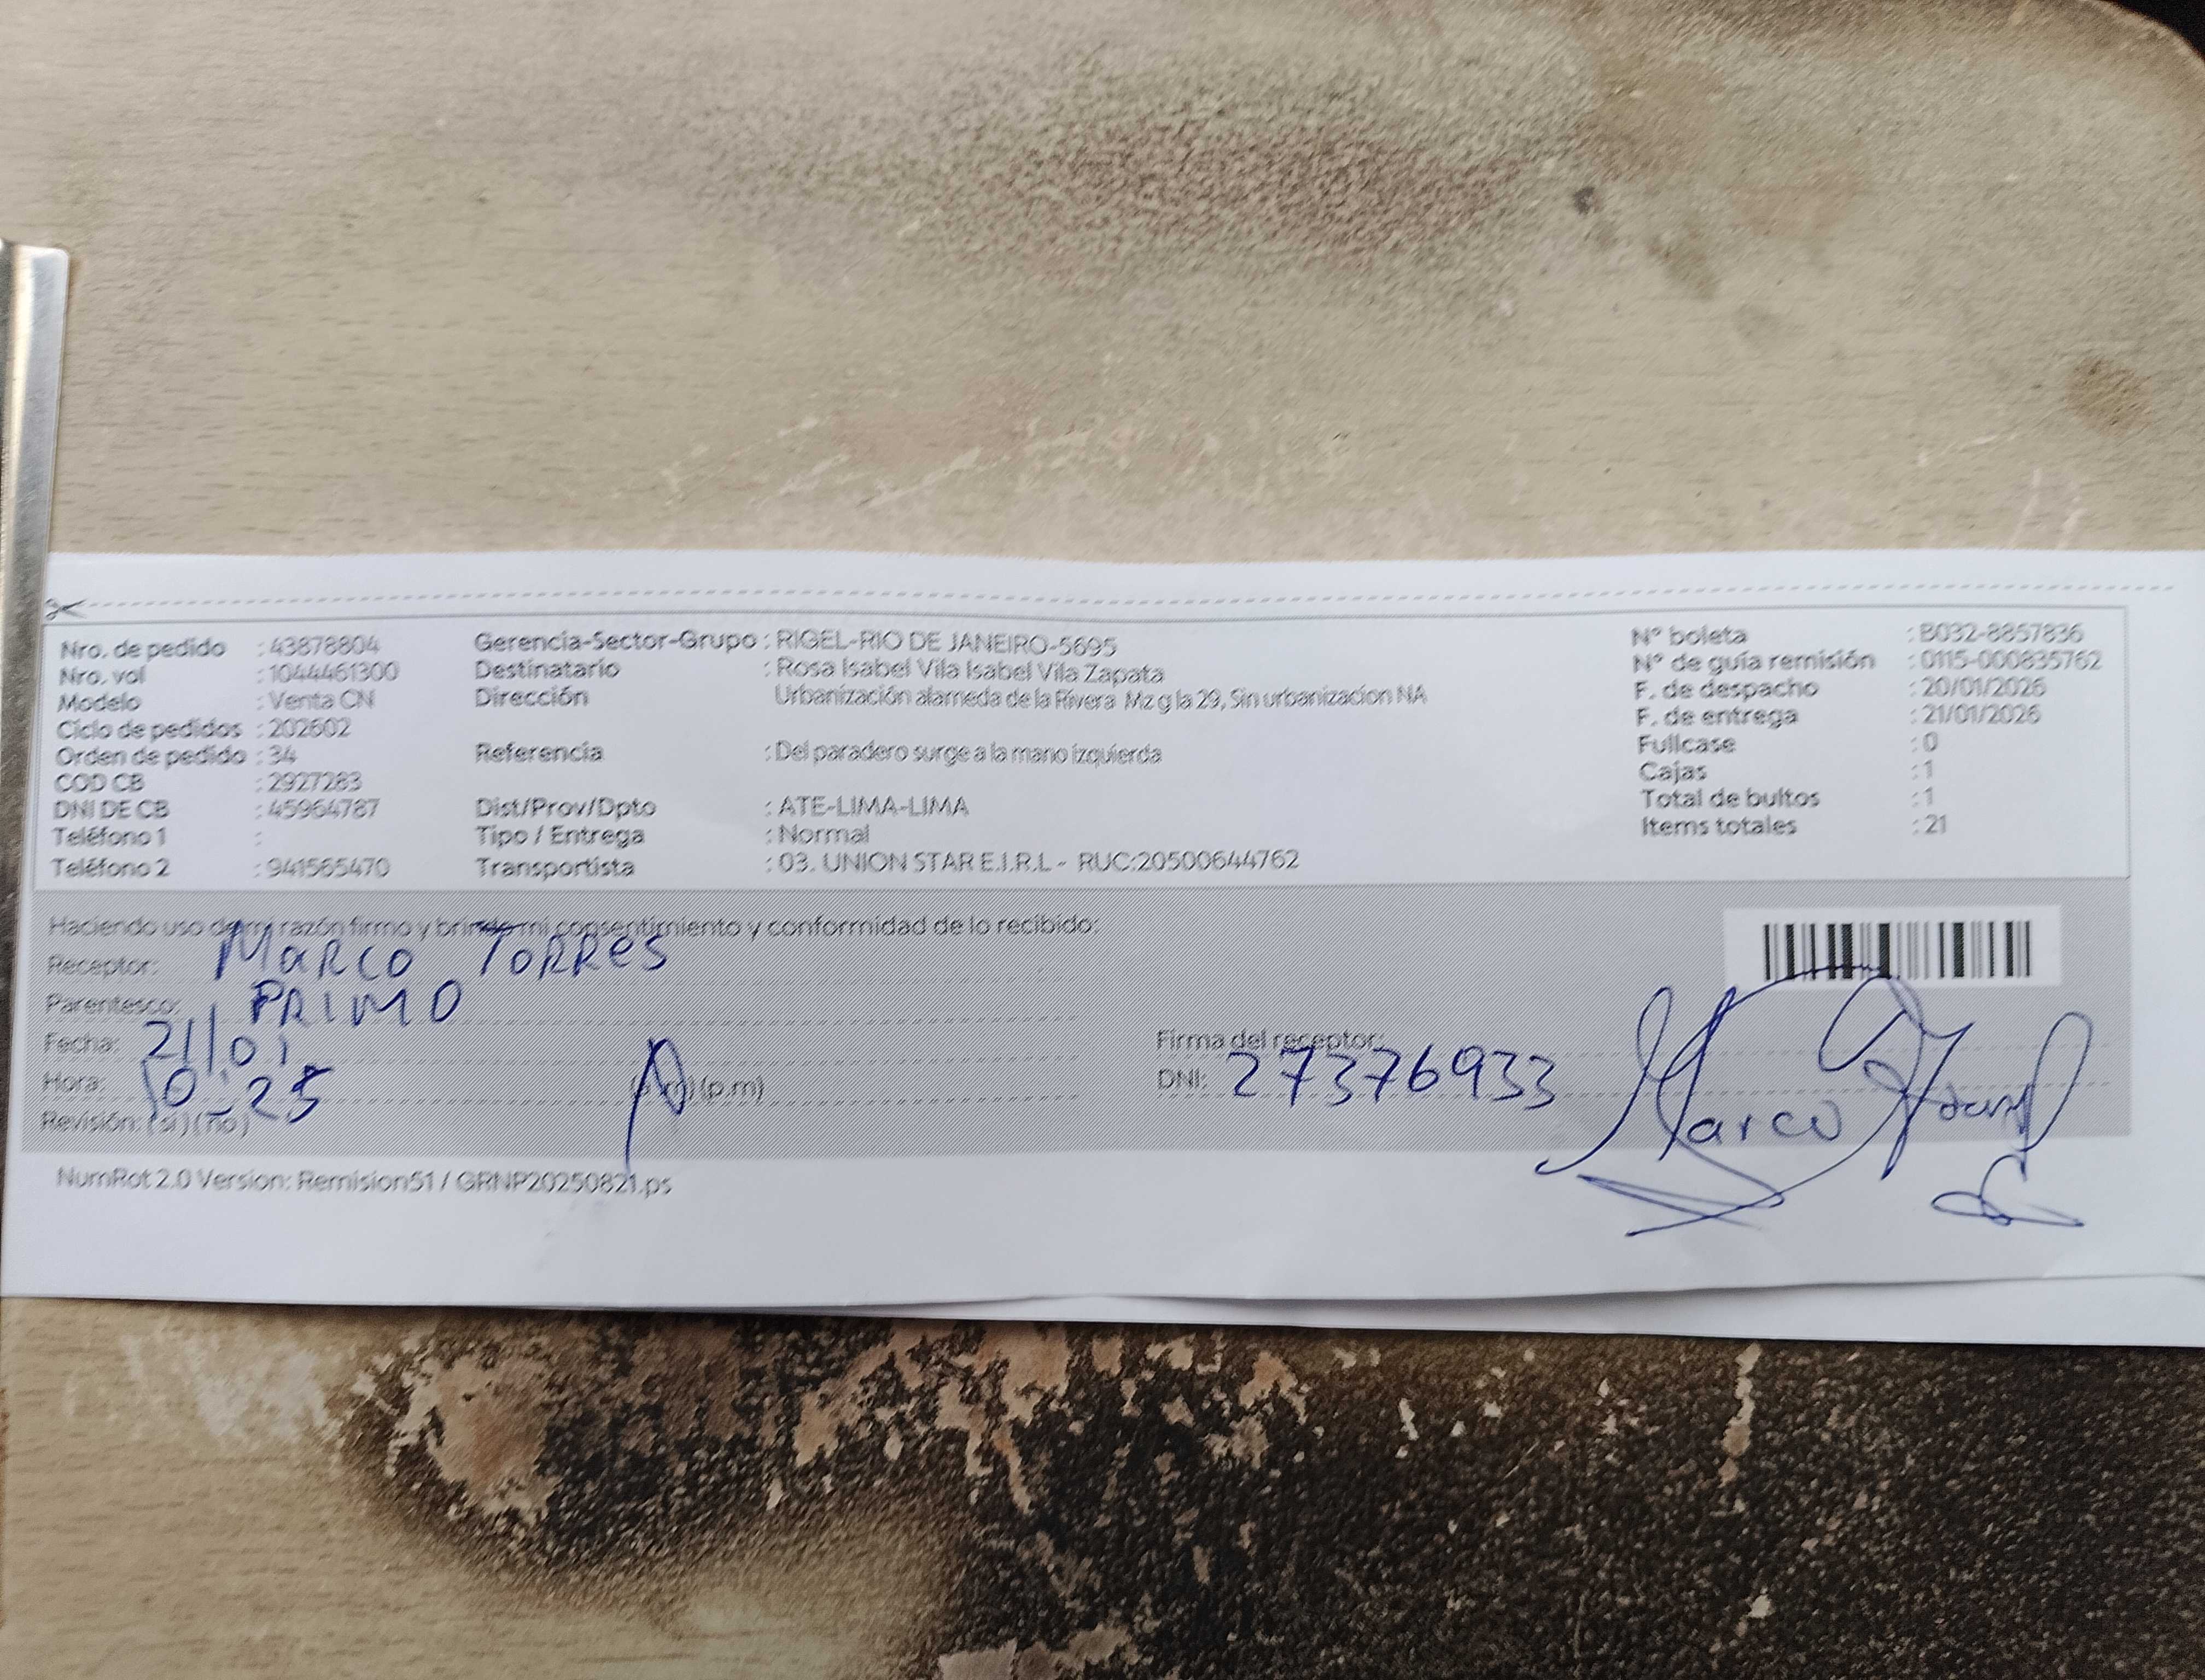 Nro. de pedido : 43878804
Nro. vol : 1044461300
Modelo : Venta CN
Ciclo de pedidos : 202602
Orden de pedido : 34
COD CB : 2927283
DNI DE CB : 45964787
Teléfono 1 :
Teléfono 2 : 941565470
Gerencia-Sector-Grupo : RIGEL-RIO DE JANEIRO-5695
Destinatario : Rosa Isabel Vila Isabel Vila Zapata
Dirección Urbanización alameda de la Rivera Mz g la 29, Sin urbanizacion NA
Referencia : Del paradero surge a la mano izquierda
Dist/Prov/Dpto : ATE-LIMA-LIMA
Tipo / Entrega : Normal
Transportista : 03. UNION STAR E.I.R.L - RUC:20500644762
N° boleta : B032-8857836
N° de guía remisión : 0115-000835762
F. de despacho : 20/01/2026
F. de entrega : 21/01/2026
Fullcase : 0
Cajas : 1
Total de bultos : 1
Items totales : 21
Haciendo uso de mi razón firmo y brindo mi consentimiento y conformidad de lo recibido:
Receptor: MARCO TORRES
Parentesco: PRIMO
Fecha: 21/01
Hora: 10:25 (a.m) (p.m)
Revisión: (si) (no)
Firma del receptor: Marco
DNI: 27376933
NumRot 2.0 Version: Remision51 / GRNP20250821.ps